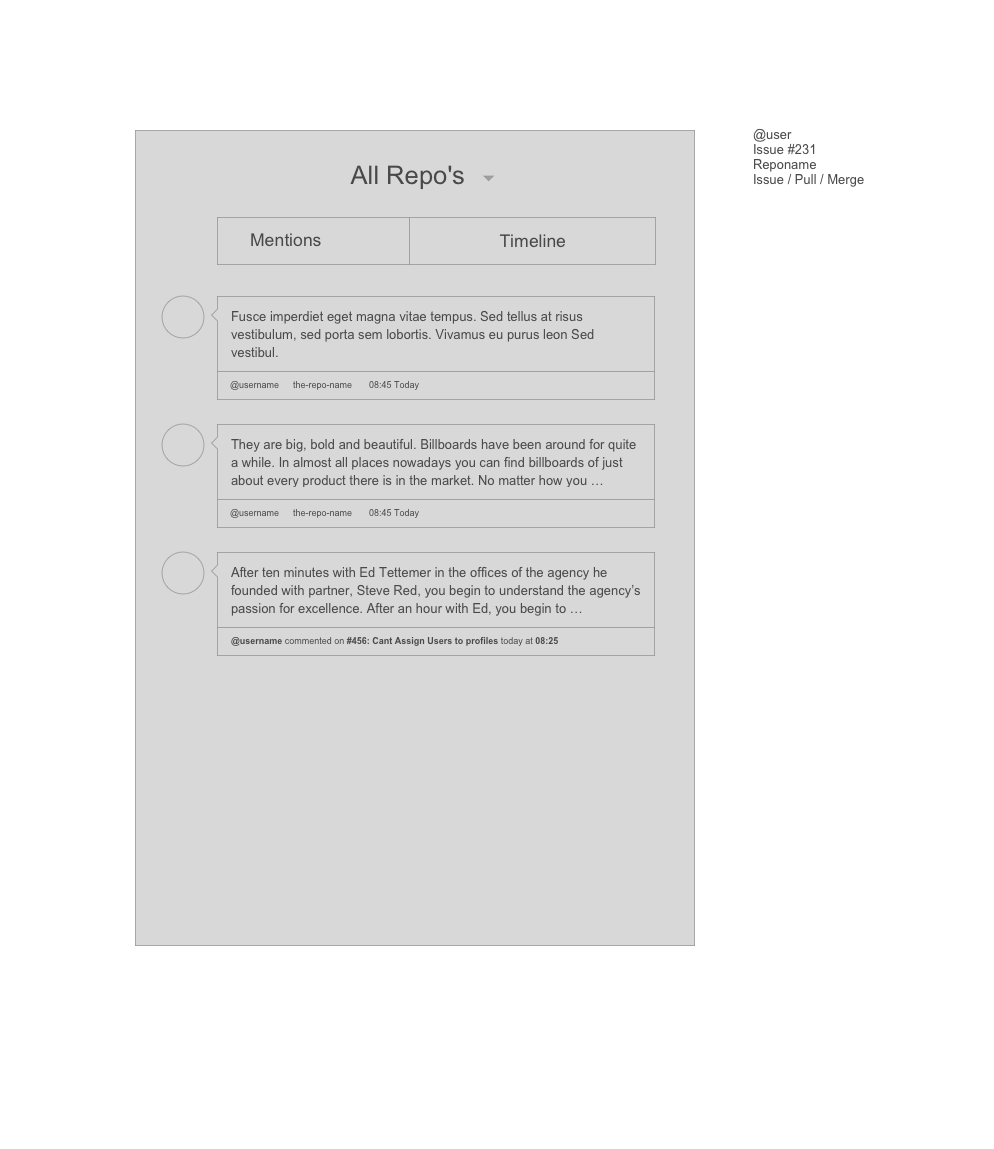 @user
Issue #231
Reponame
Issue / Pull / Merge
All Repo's
Mentions
Timeline
Fusce imperdiet eget magna vitae tempus. Sed tellus at risus
vestibulum, sed porta sem lobortis. Vivamus eu purus leon Sed
vestibul.
@username the-repo-name 08:45 Today
They are big, bold and beautiful. Billboards have been around for quite
a while. In almost all places nowadays you can find billboards of just
about every product there is in the market. No matter how you …
@username the-repo-name 08:45 Today
After ten minutes with Ed Tettemer in the offices of the agency he
founded with partner, Steve Red, you begin to understand the agency’s
passion for excellence. After an hour with Ed, you begin to …
@username commented on #456: Cant Assign Users to profiles today at 08:25